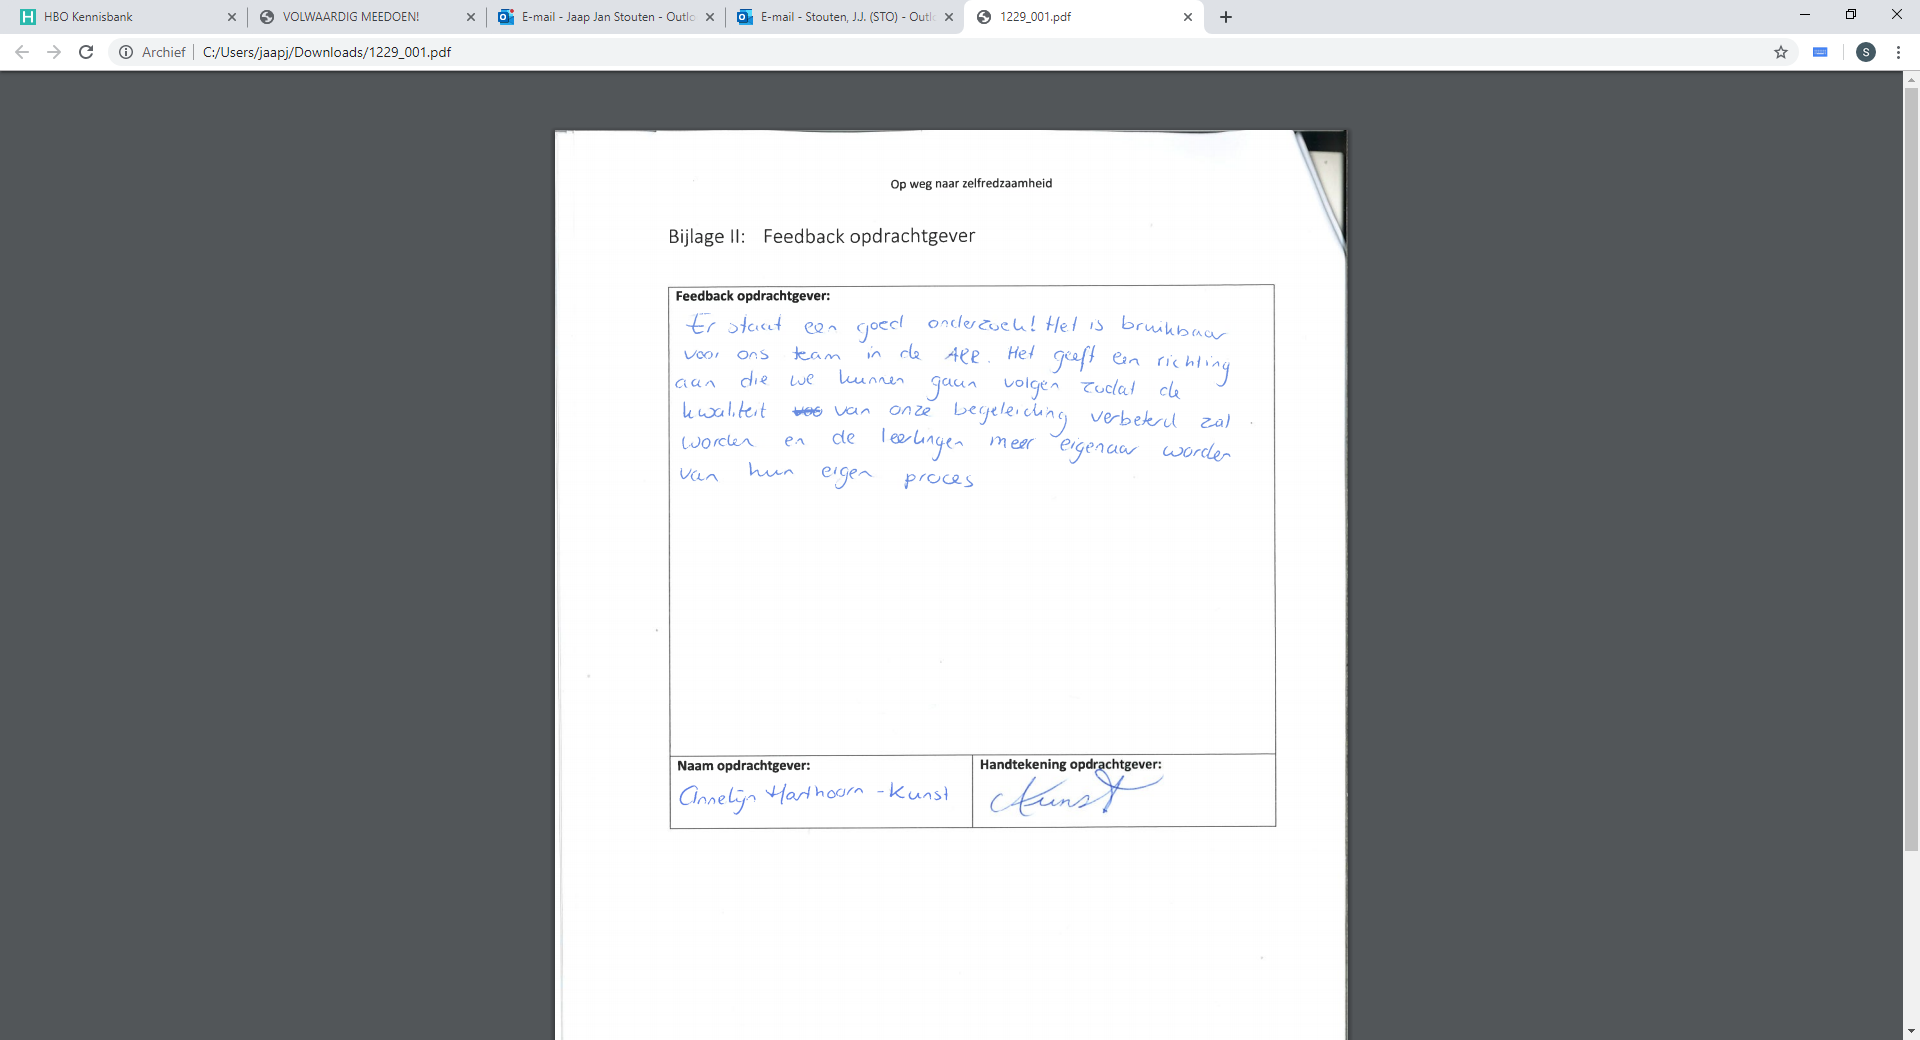 HBO Kennisbank
VOLWAARDIG MEEDOEN!
E-mail - Jaap Jan Stouten - Outlo
E-mail - Stouten, J.J. (STO) - Outl
1229_001.pdf
Archief
C:/Users/jaapj/Downloads/1229_001.pdf
S
Op weg naar zelfredzaamheid
Bijlage II: Feedback opdrachtgever
Feedback opdrachtgever:
Er staat een goed onderzoek! Het is bruikbaar
voor ons team in de ARR. Het geeft een richting
aan die we kunnen gaan volgen zodat de
kwaliteit van onze begeleiding verbeterd zal
worden en de leerlingen meer eigenaar worden
van hun eigen proces
Naam opdrachtgever:
Handtekening opdrachtgever:
Annelijn Harthoorn - Kunst
Kunst